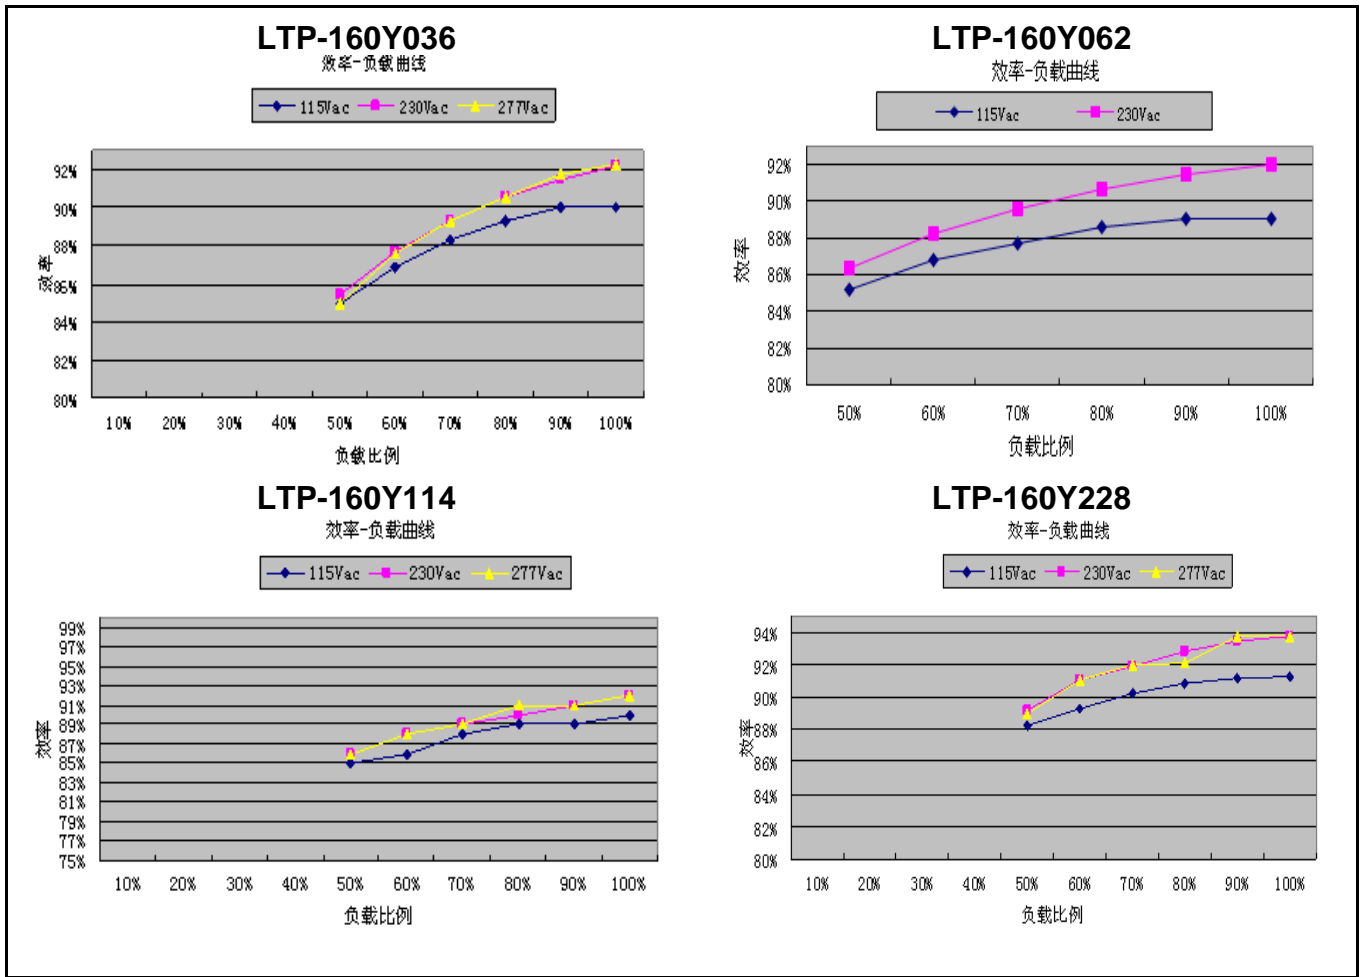 LTP-160Y036
效率-负载曲线
115Vac 230Vac 277Vac
92%
90%
88%
86%
84%
82%
80%
效率
10% 20% 30% 40% 50% 60% 70% 80% 90% 100%
负载比例
LTP-160Y062
效率-负载曲线
115Vac 230Vac
92%
90%
88%
86%
84%
82%
80%
效率
50% 60% 70% 80% 90% 100%
负载比例
LTP-160Y114
效率-负载曲线
115Vac 230Vac 277Vac
99%
97%
95%
93%
91%
89%
87%
85%
83%
81%
79%
77%
75%
效率
10% 20% 30% 40% 50% 60% 70% 80% 90% 100%
负载比例
LTP-160Y228
效率-负载曲线
115Vac 230Vac 277Vac
94%
92%
90%
88%
86%
84%
82%
80%
效率
10% 20% 30% 40% 50% 60% 70% 80% 90% 100%
负载比例